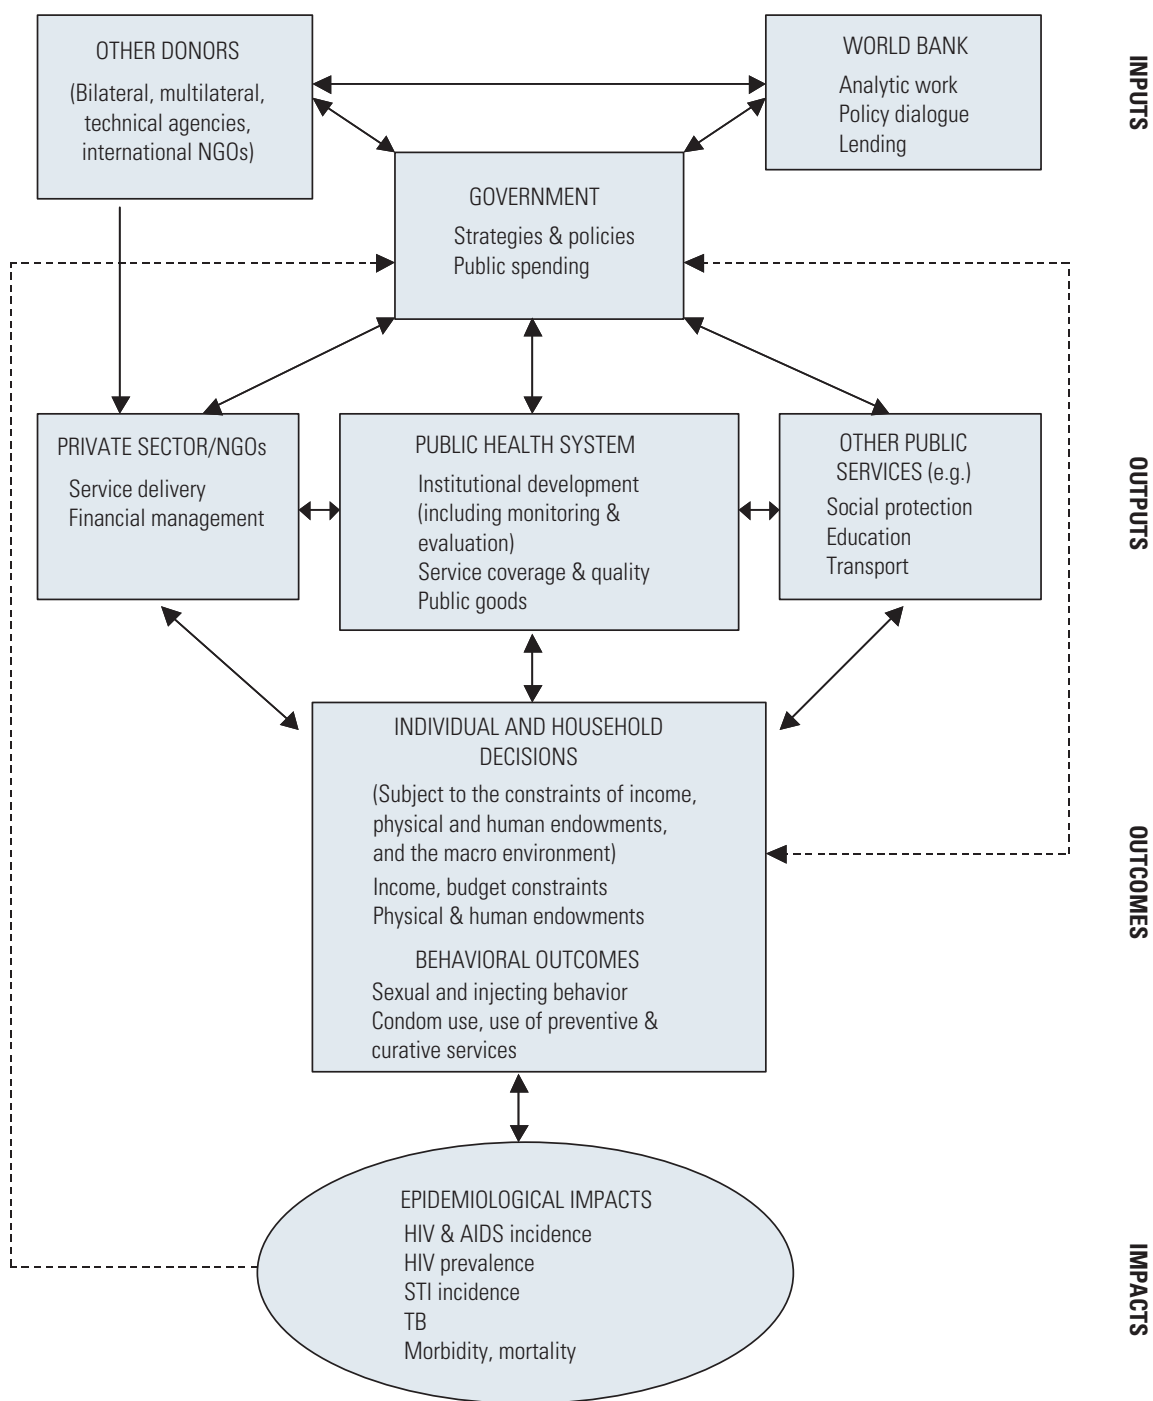 OTHER DONORS
(Bilateral, multilateral,
technical agencies,
international NGOs)
WORLD BANK
Analytic work
Policy dialogue
Lending
INPUTS
GOVERNMENT
Strategies & policies
Public spending
PRIVATE SECTOR/NGOs
Service delivery
Financial management
PUBLIC HEALTH SYSTEM
Institutional development
(including monitoring &
evaluation)
Service coverage & quality
Public goods
OTHER PUBLIC
SERVICES (e.g.)
Social protection
Education
Transport
OUTPUTS
INDIVIDUAL AND HOUSEHOLD
DECISIONS
(Subject to the constraints of income,
physical and human endowments,
and the macro environment)
Income, budget constraints
Physical & human endowments
BEHAVIORAL OUTCOMES
Sexual and injecting behavior
Condom use, use of preventive &
curative services
OUTCOMES
EPIDEMIOLOGICAL IMPACTS
HIV & AIDS incidence
HIV prevalence
STI incidence
TB
Morbidity, mortality
IMPACTS